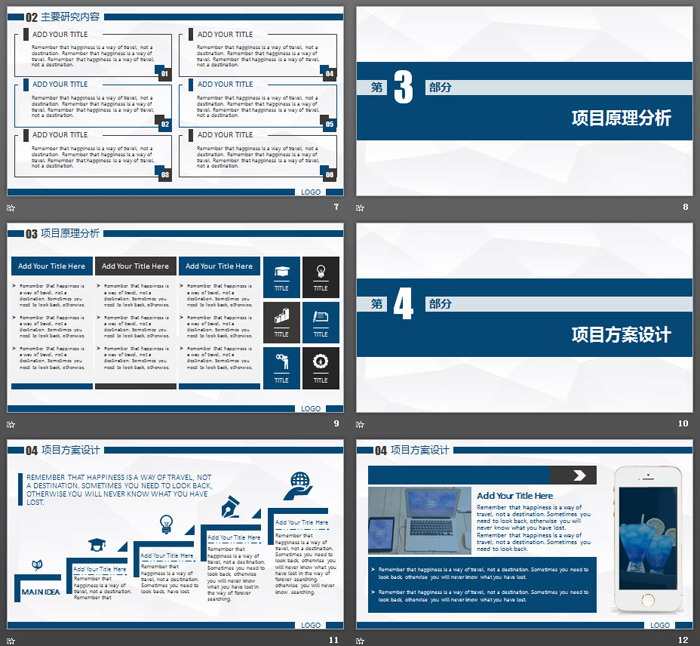 02 主要研究内容
ADD YOUR TITLE
Remember that happiness is a way of travel, not a
destination. Remember that happiness is a way of
travel. Remember that happiness is a way of travel,
not a destination.
01
ADD YOUR TITLE
Remember that happiness is a way of travel, not a
destination. Remember that happiness is a way of
travel. Remember that happiness is a way of travel,
not a destination.
04
ADD YOUR TITLE
Remember that happiness is a way of travel, not a
destination. Remember that happiness is a way of
travel. Remember that happiness is a way of travel,
not a destination.
02
ADD YOUR TITLE
Remember that happiness is a way of travel, not a
destination. Remember that happiness is a way of
travel. Remember that happiness is a way of travel,
not a destination.
05
ADD YOUR TITLE
Remember that happiness is a way of travel, not a
destination. Remember that happiness is a way of
travel. Remember that happiness is a way of travel,
not a destination.
03
ADD YOUR TITLE
Remember that happiness is a way of travel, not a
destination. Remember that happiness is a way of
travel. Remember that happiness is a way of travel,
not a destination.
06
LOGO
7
第 3 部分
项目原理分析
8
03 项目原理分析
Add Your Title Here
Remember that happiness is
a way of travel, not a
destination. Sometimes you
need to look back, otherwise.
Remember that happiness is
a way of travel, not a
destination. Sometimes you
need to look back, otherwise.
Remember that happiness is
a way of travel, not a
destination. Sometimes you
need to look back, otherwise.
Add Your Title Here
Remember that happiness is
a way of travel, not a
destination. Sometimes you
need to look back, otherwise.
Remember that happiness is
a way of travel, not a
destination. Sometimes you
need to look back, otherwise.
Remember that happiness is
a way of travel, not a
destination. Sometimes you
need to look back, otherwise.
Add Your Title Here
Remember that happiness is
a way of travel, not a
destination. Sometimes you
need to look back, otherwise.
Remember that happiness is
a way of travel, not a
destination. Sometimes you
need to look back, otherwise.
Remember that happiness is
a way of travel, not a
destination. Sometimes you
need to look back, otherwise.
TITLE
TITLE
TITLE
TITLE
TITLE
TITLE
LOGO
9
第 4 部分
项目方案设计
10
04 项目方案设计
REMEMBER THAT HAPPINESS IS A WAY OF TRAVEL, NOT
A DESTINATION. SOMETIMES YOU NEED TO LOOK BACK,
OTHERWISE YOU WILL NEVER KNOW WHAT YOU HAVE
LOST.
MAIN IDEA
Add Your Title Here
Remember that
happiness is a way of
travel, not a destination.
Remember that
Add Your Title Here
Remember that
happiness is a way of
travel, not a destination.
Sometimes you need to
look back.
Add Your Title Here
Remember that
happiness is a way of
travel, not a destination.
Sometimes you need to
look back, otherwise
you will never know
what you have lost in
the way of forever
searching.
Add Your Title Here
Remember that
happiness is a way of
travel, not a destination.
Sometimes you need to
look back, otherwise
you will never know what
you have lost in the way
of forever searching.
you will never
know. searching.
LOGO
11
04 项目方案设计
Add Your Title Here
Remember that happiness is a way of
travel, not a destination. Sometimes you
need to look back, otherwise you will
never know what you have lost.
Remember that happiness is a way of
travel, not a destination. Sometimes you
need to look back.
Remember that happiness is a way of travel, not a destination. Sometimes you need to
look back, otherwise you will never know what you have lost.
Remember that happiness is a way of travel, not a destination. Sometimes you need to
look back, otherwise you will never know what you have lost.
LOGO
12